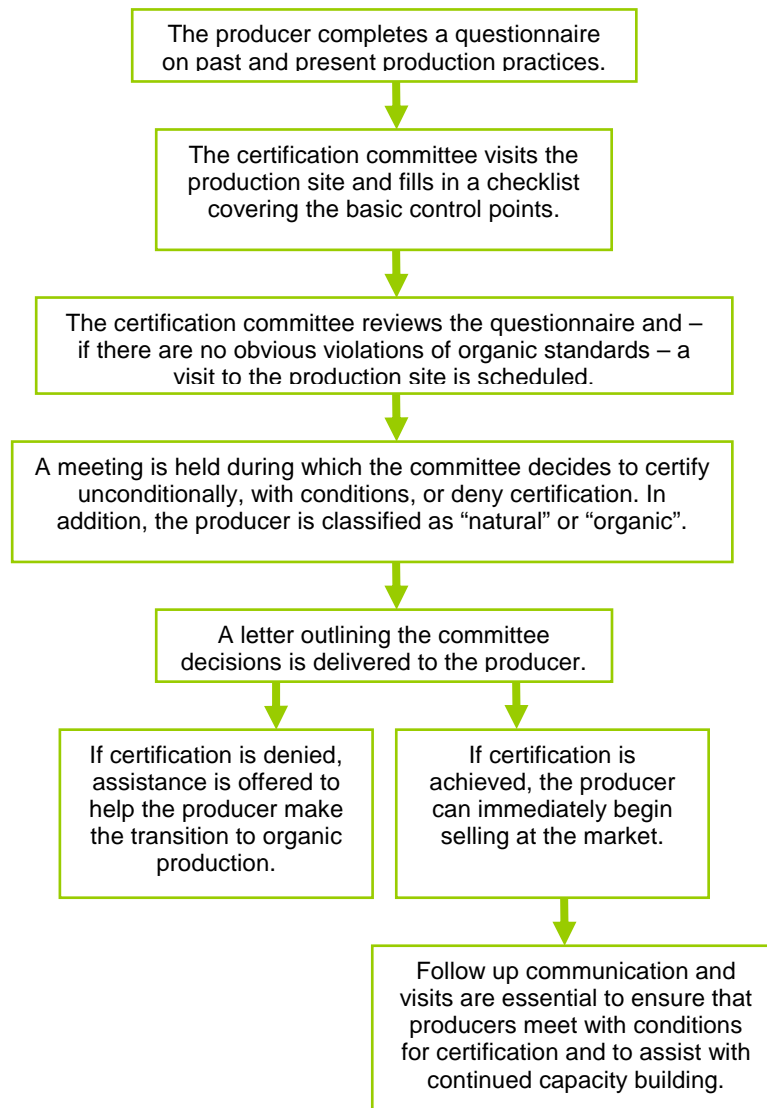 The producer completes a questionnaire
on past and present production practices.
The certification committee visits the
production site and fills in a checklist
covering the basic control points.
The certification committee reviews the questionnaire and –
if there are no obvious violations of organic standards – a
visit to the production site is scheduled.
A meeting is held during which the committee decides to certify
unconditionally, with conditions, or deny certification. In
addition, the producer is classified as “natural” or “organic”.
A letter outlining the committee
decisions is delivered to the producer.
If certification is denied,
assistance is offered to
help the producer make
the transition to organic
production.
If certification is
achieved, the producer
can immediately begin
selling at the market.
Follow up communication and
visits are essential to ensure that
producers meet with conditions
for certification and to assist with
continued capacity building.